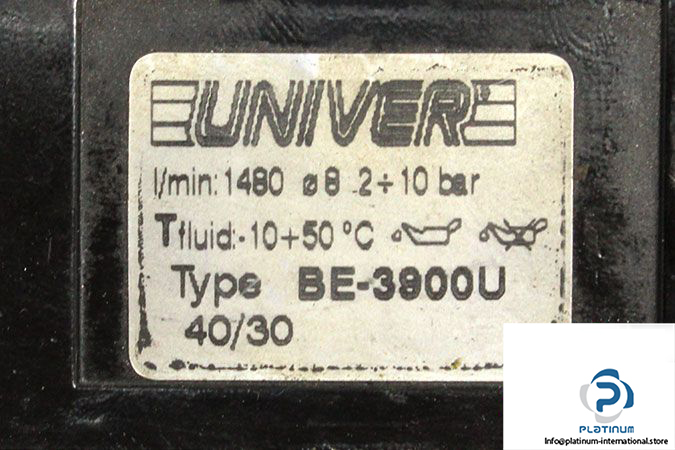 UNIVER
l/min: 1480 ø8 2÷10 bar
Tfluid:-10+50 °C
Type BE-3900U
40/30
PLATINUM
Info@platinum-international.store